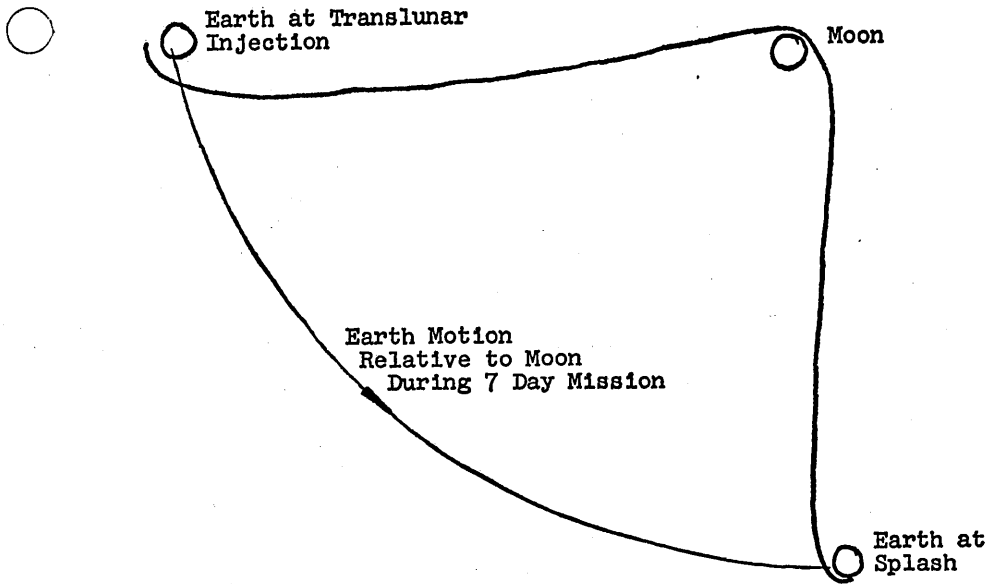 Earth at Translunar
Injection
Moon
Earth Motion
Relative to Moon
During 7 Day Mission
Earth at
Splash